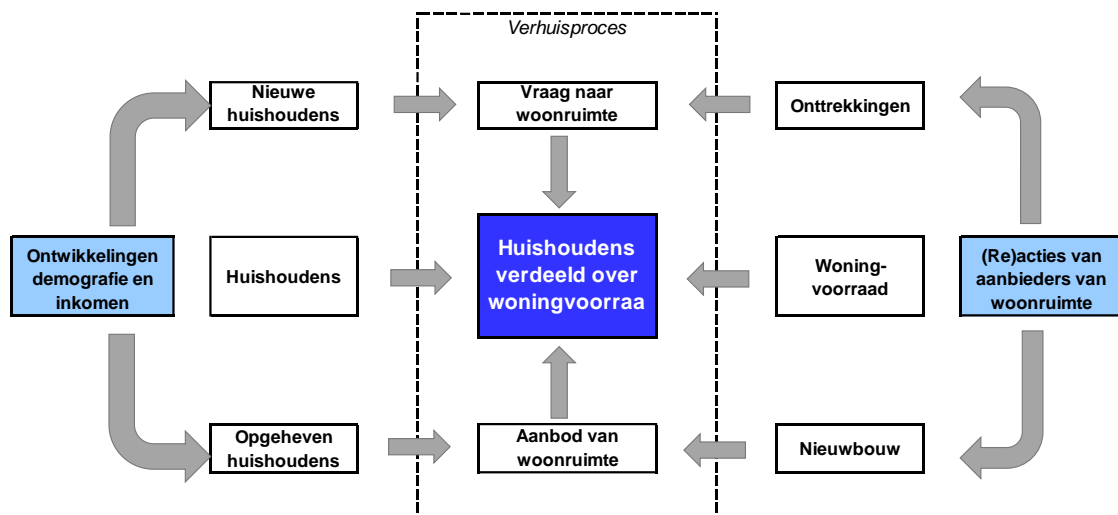 Verhuisproces
Nieuwe
huishoudens
Vraag naar
woonruimte
Onttrekkingen
Ontwikkelingen
demografie en
inkomen
Huishoudens
Huishoudens
verdeeld over
woningvoorraa
Woning-
voorraad
(Re)acties van
aanbieders van
woonruimte
Opgeheven
huishoudens
Aanbod van
woonruimte
Nieuwbouw